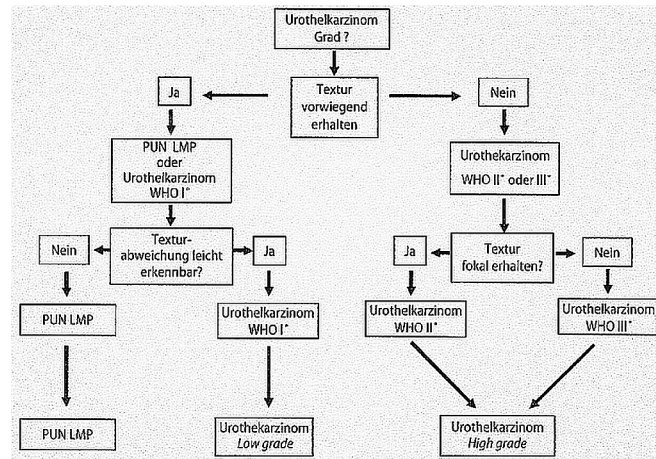 Urothelkarzinom
Grad ?
Ja
Textur
vorwiegend
erhalten
Nein
PUN LMP
oder
Urothelkarzinom
WHO I°
Urothekarzinom
WHO II° oder III°
Nein
Textur-
abweichung leicht
erkennbar?
Ja
Ja
Textur
fokal erhalten?
Nein
PUN LMP
Urothelkarzinom
WHO I°
Urothelkarzinom
WHO II°
Urothelkarzinom
WHO III°
PUN LMP
Urothekarzinom
Low grade
Urothelkarzinom
High grade